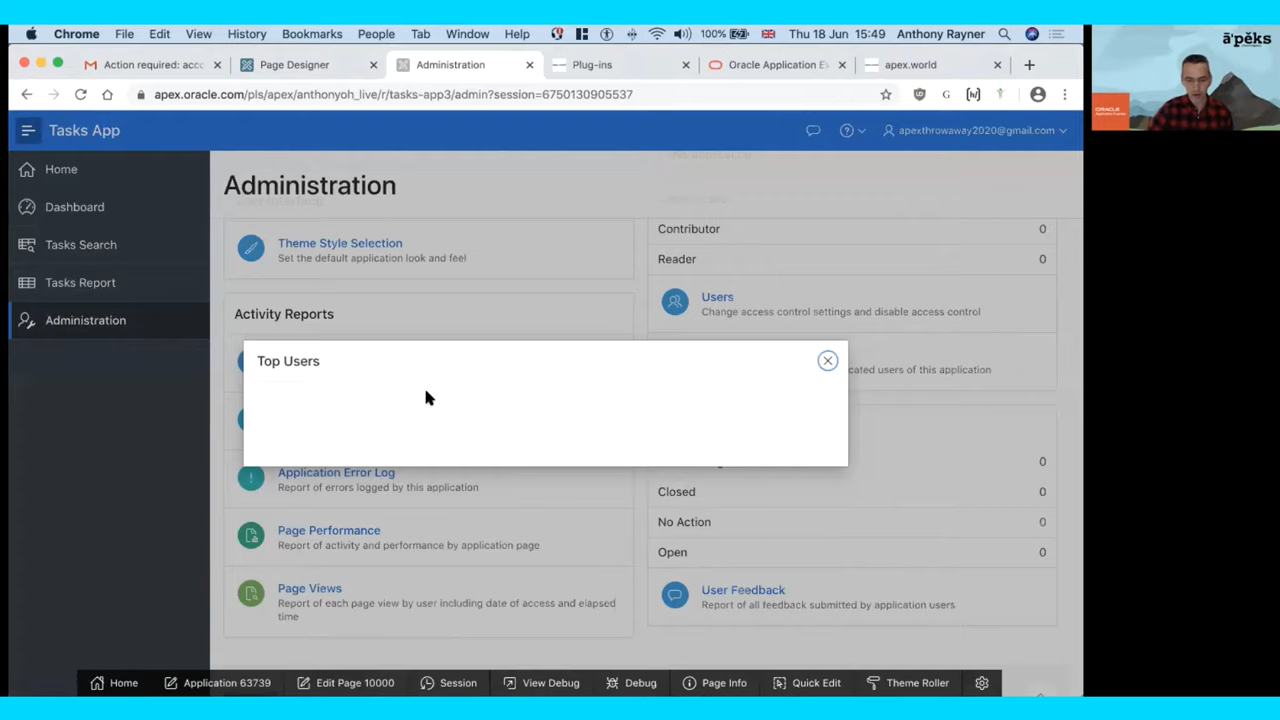 Chrome File Edit View History Bookmarks People Tab Window Help 100% Thu 18 Jun 15:49 Anthony Rayner
āʹpĕks
ORACLE
Action required: acc
Page Designer
Administration
Plug-ins
Oracle Application Ex
apex.world
apex.oracle.com/pls/apex/anthonyoh_live/r/tasks-app3/admin?session=6750130905537
Tasks App
apexthrowaway2020@gmail.com
Home
Dashboard
Tasks Search
Tasks Report
Administration
Administration
Theme Style Selection
Set the default application look and feel
Activity Reports
Top Users
Application Error Log
Report of errors logged by this application
Page Performance
Report of activity and performance by application page
Page Views
Report of each page view by user including date of access and elapsed
time
Contributor 0
Reader 0
Users
Change access control settings and disable access control
cated users of this application
0
Closed 0
No Action 0
Open 0
User Feedback
Report of all feedback submitted by application users
Home Application 63739 Edit Page 10000 Session View Debug Debug Page Info Quick Edit Theme Roller